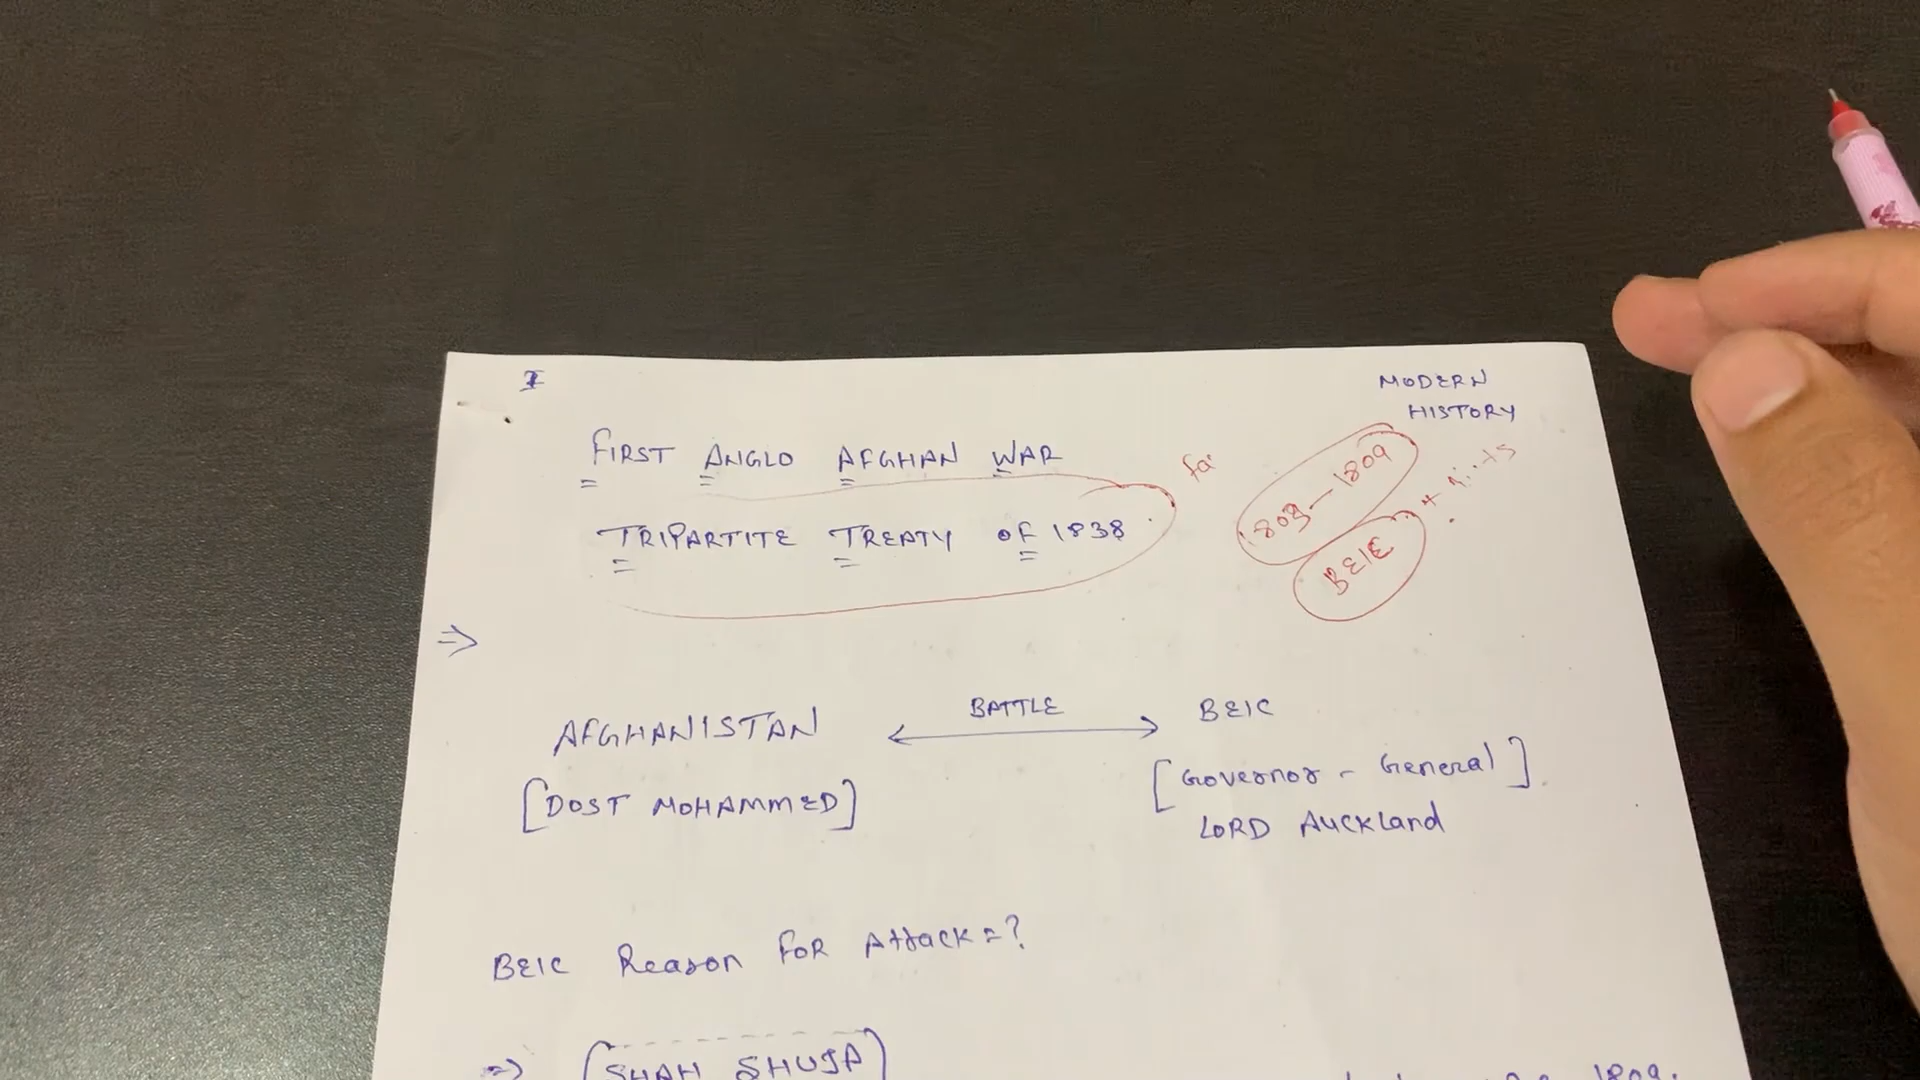 I
MODERN
HISTORY
FIRST ANGLO AFGHAN WAR
TRIPARTITE TREATY OF 1838
1809
BEIC
⇒
AFGHANISTAN
BATTLE
BEIC
[DOST MOHAMMED]
[Governor - General].
LORD Auckland
BEIC Reason FOR Attack = ?
⇒ [SHAH SHUJA]
1809.